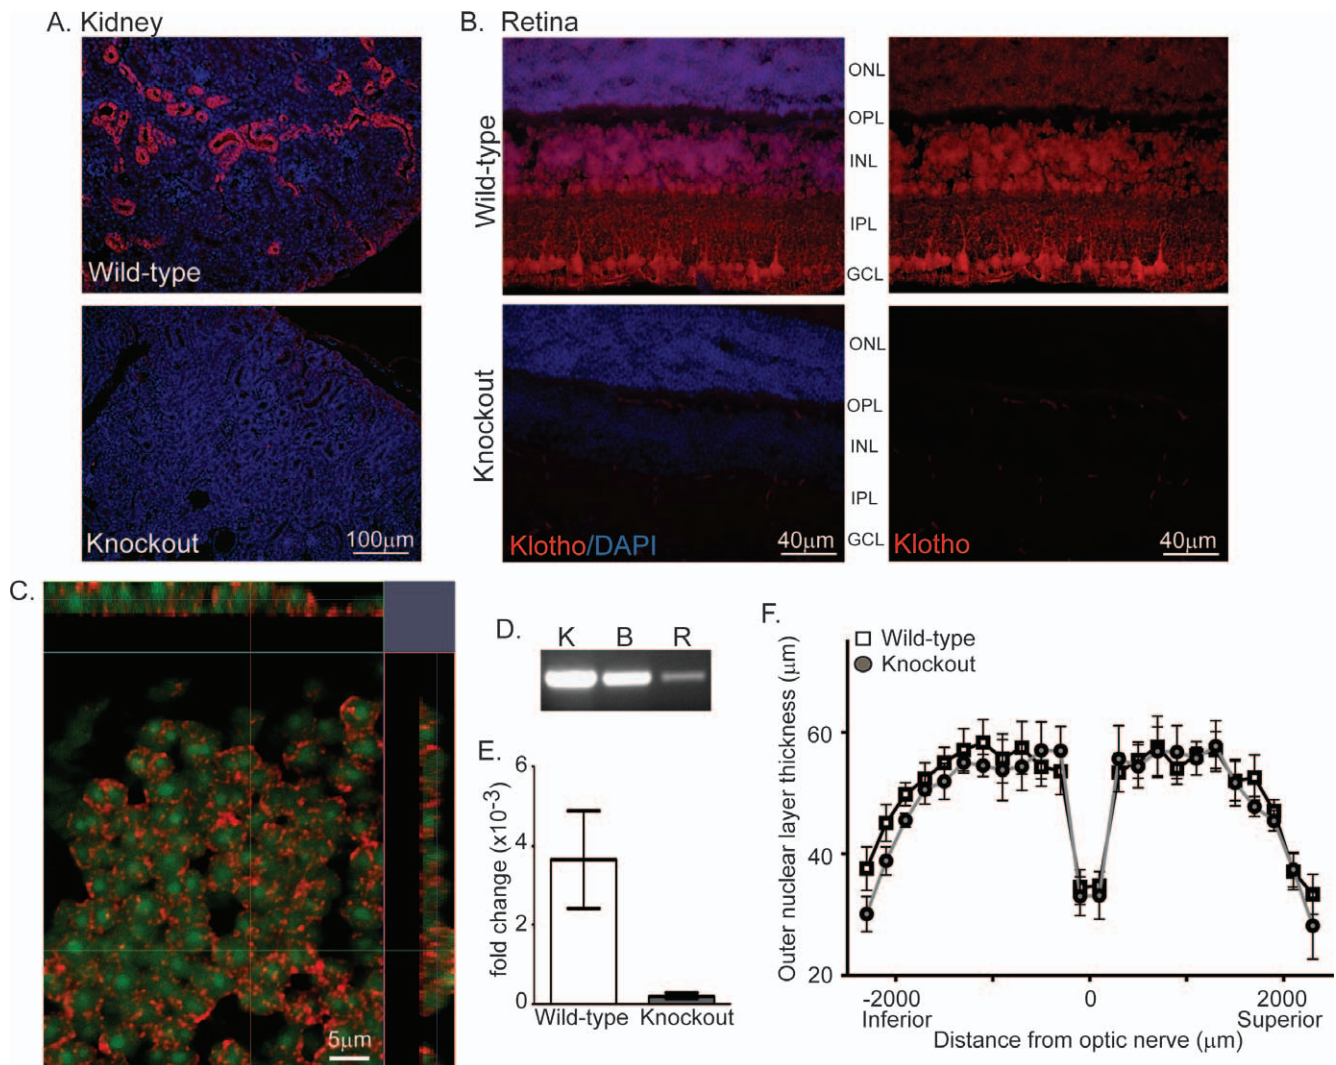 A. Kidney
Wild-type
Knockout
100µm
B. Retina
Wild-type
Knockout
ONL
OPL
INL
IPL
GCL
ONL
OPL
INL
IPL
GCL
Klotho/DAPI
40µm
Klotho
40µm
C.
5µm
D.
K B R
E.
fold change (x10⁻³)
6
4
2
0
Wild-type Knockout
F.
Wild-type
Knockout
Outer nuclear layer thickness (µm)
60
40
20
-2000 0 2000
Inferior Superior
Distance from optic nerve (µm)